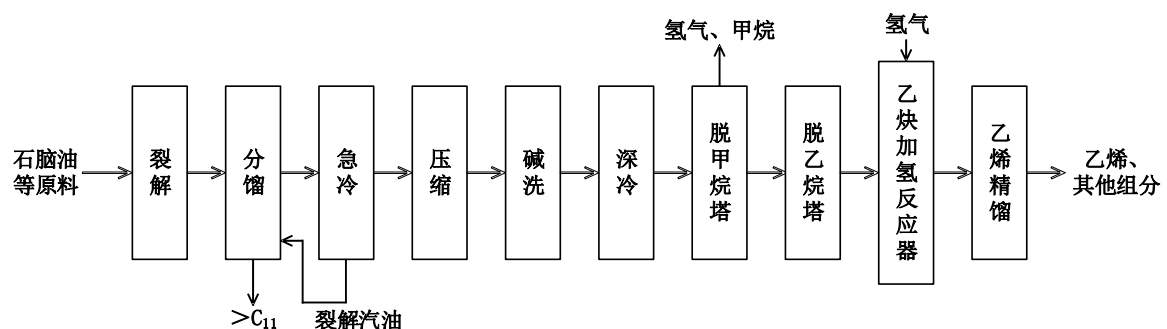 氢气、甲烷
氢气
石脑油
等原料
裂解
分馏
急冷
压缩
碱洗
深冷
脱甲烷塔
脱乙烷塔
乙炔加氢反应器
乙烯精馏
乙烯、
其他组分
＞C₁₁
裂解汽油